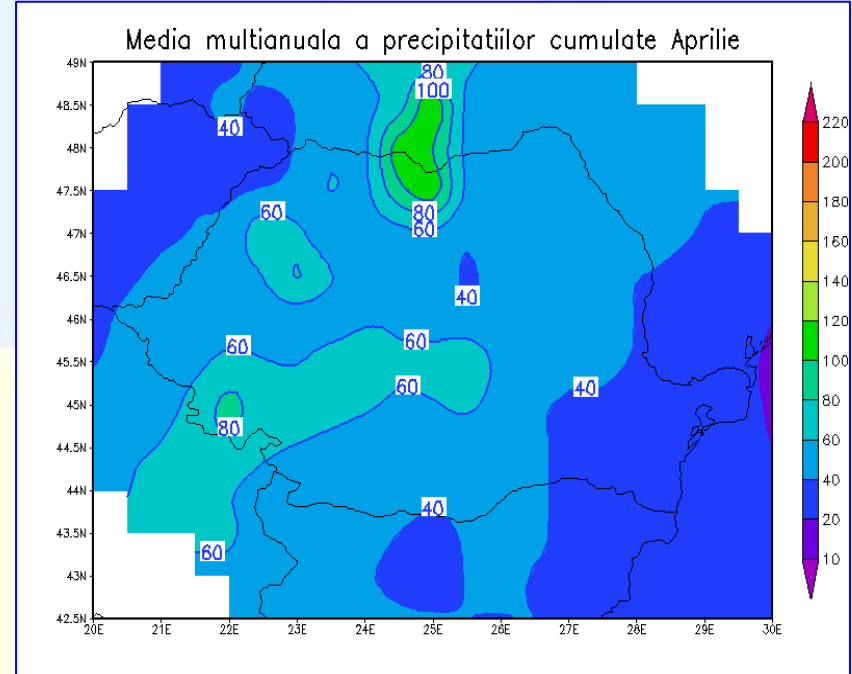 Media multianuala a precipitatiilor cumulate Aprilie
49N
48.5N
48N
47.5N
47N
46.5N
46N
45.5N
45N
44.5N
44N
43.5N
43N
42.5N
20E 21E 22E 23E 24E 25E 26E 27E 28E 29E 30E
80
100
40
60
80
60
40
60
60
60
40
80
40
60
220
200
180
160
140
120
100
80
60
40
20
10